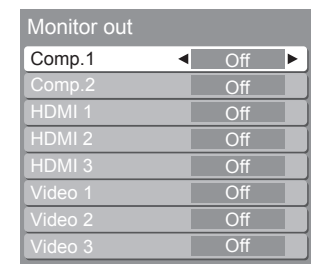 Monitor out
Comp.1 ◀ Off ▶
Comp.2 Off
HDMI 1 Off
HDMI 2 Off
HDMI 3 Off
Video 1 Off
Video 2 Off
Video 3 Off